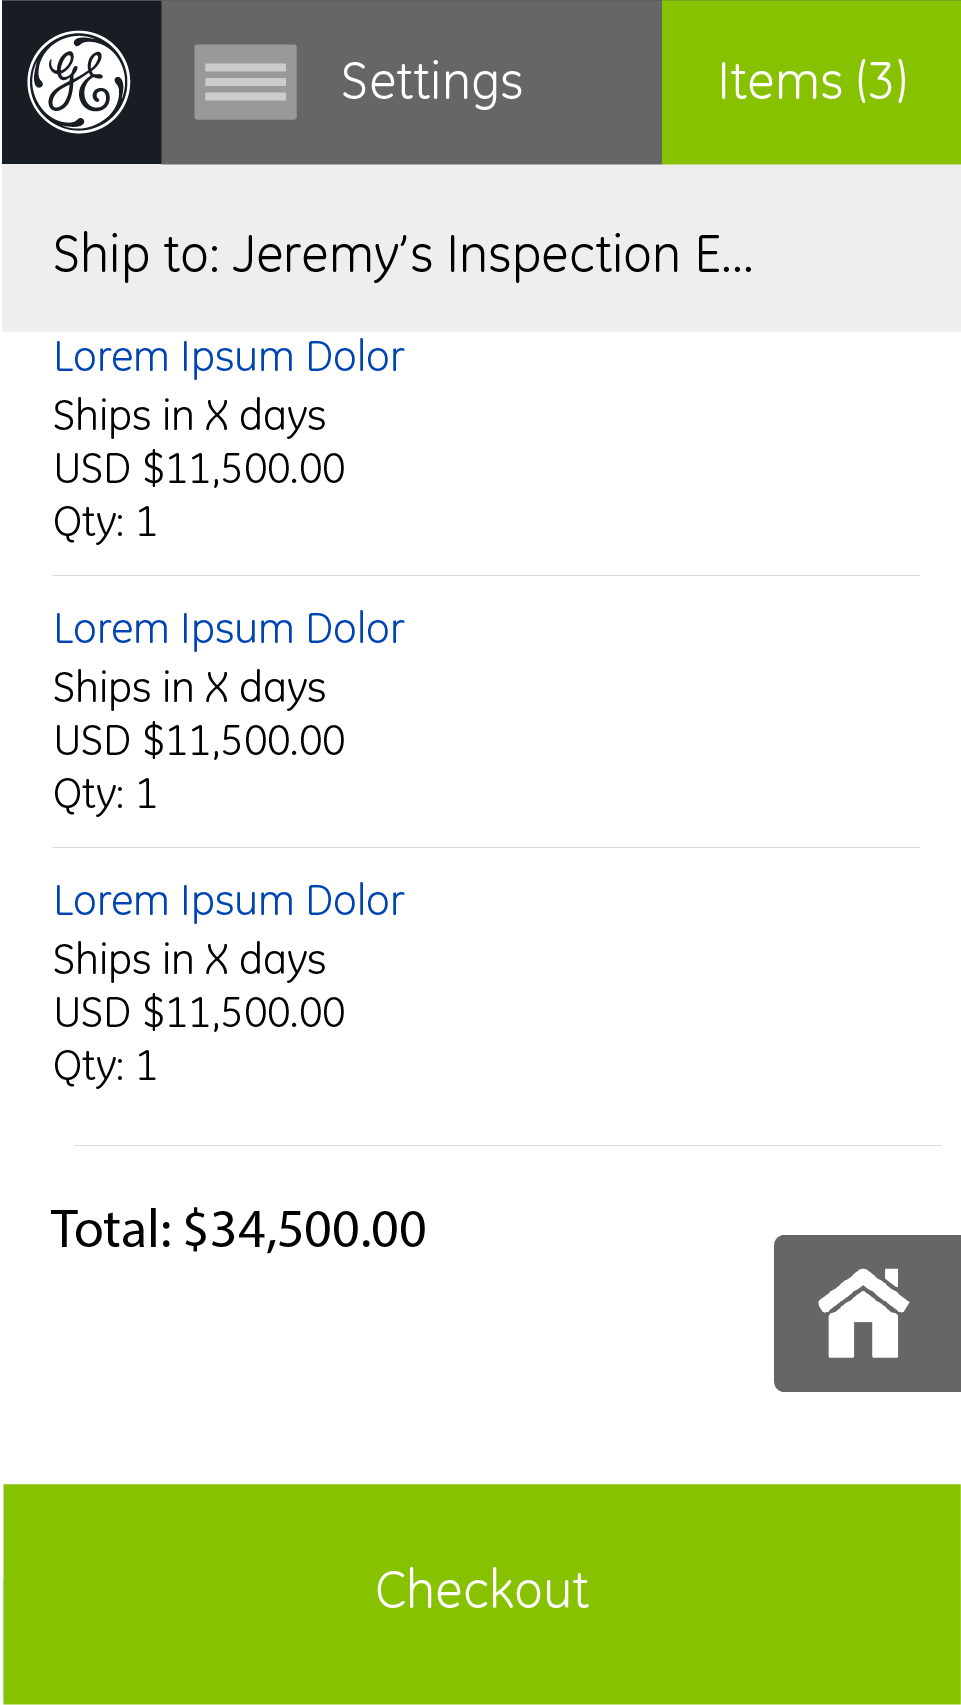 GE
Settings
Items (3)
Ship to: Jeremy’s Inspection E...
Lorem Ipsum Dolor
Ships in X days
USD $11,500.00
Qty: 1
Lorem Ipsum Dolor
Ships in X days
USD $11,500.00
Qty: 1
Lorem Ipsum Dolor
Ships in X days
USD $11,500.00
Qty: 1
Total: $34,500.00
Checkout